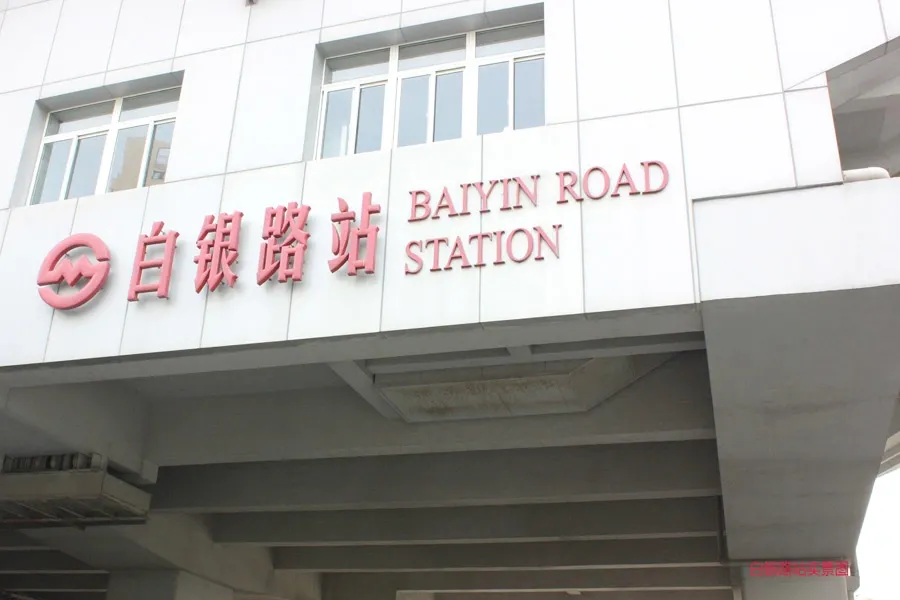 白银路站
BAIYIN ROAD
STATION